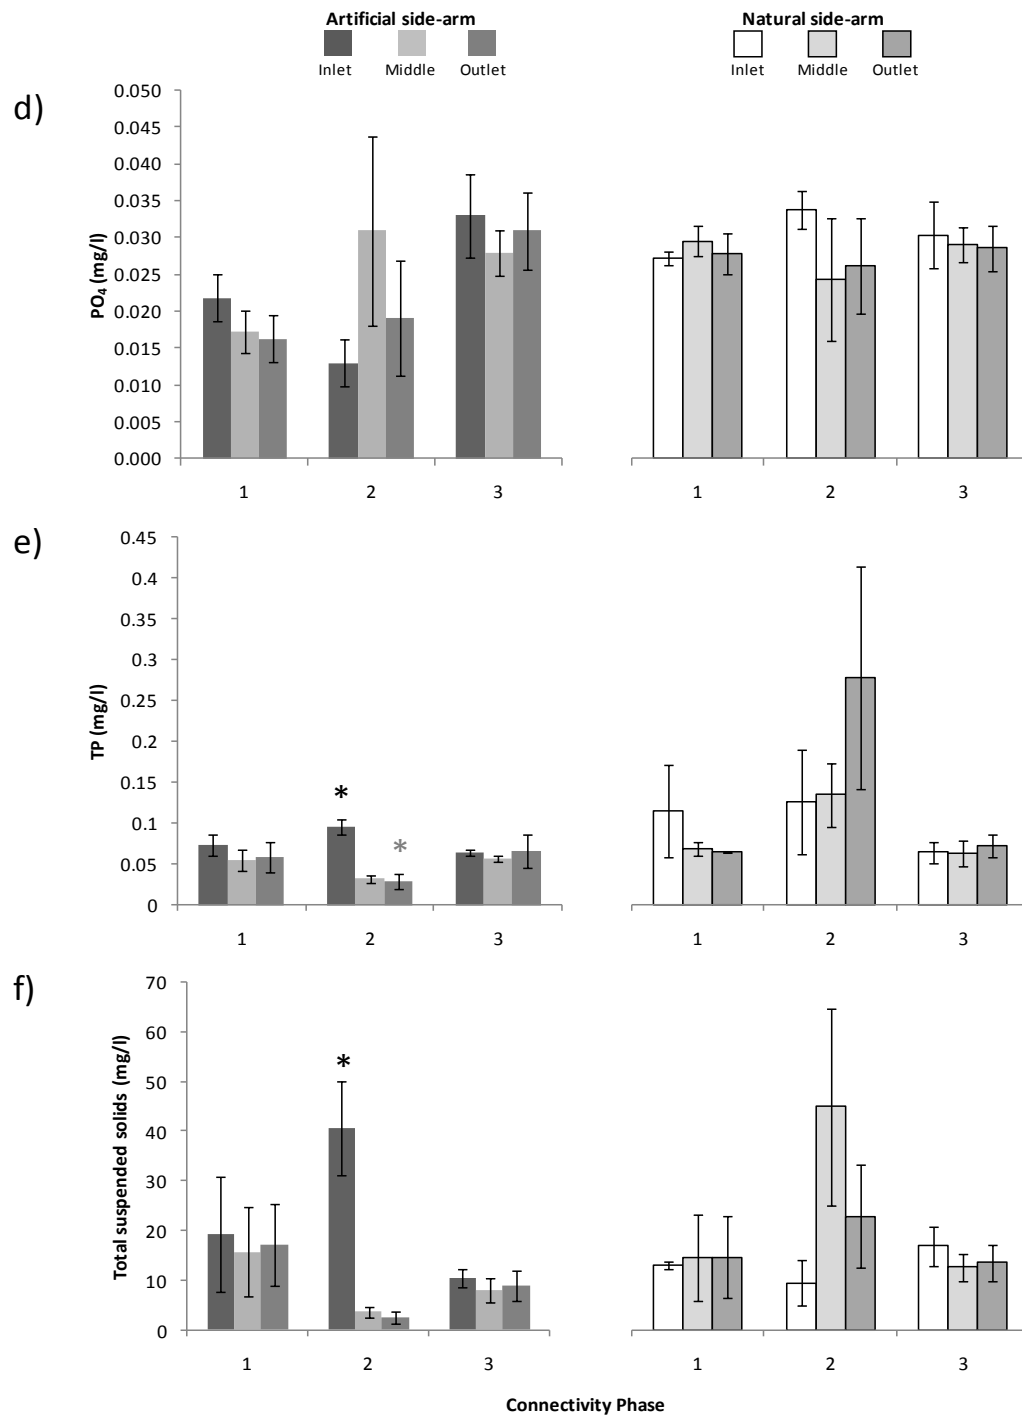 Artificial side-arm
Natural side-arm
Inlet Middle Outlet
Inlet Middle Outlet
d)
PO₄ (mg/l)
0.050
0.045
0.040
0.035
0.030
0.025
0.020
0.015
0.010
0.005
0.000
1 2 3
1 2 3
e)
TP (mg/l)
0.45
0.4
0.35
0.3
0.25
0.2
0.15
0.1
0.05
0
*
*
1 2 3
1 2 3
f)
Total suspended solids (mg/l)
70
60
50
40
30
20
10
0
*
1 2 3
1 2 3
Connectivity Phase